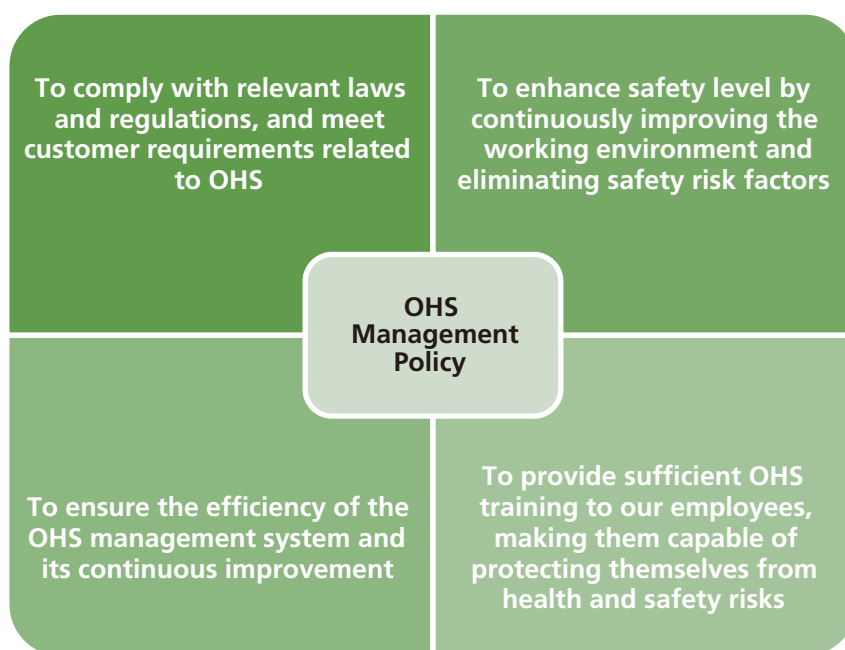 To comply with relevant laws
and regulations, and meet
customer requirements related
to OHS
To enhance safety level by
continuously improving the
working environment and
eliminating safety risk factors
OHS
Management
Policy
To ensure the efficiency of the
OHS management system and
its continuous improvement
To provide sufficient OHS
training to our employees,
making them capable of
protecting themselves from
health and safety risks